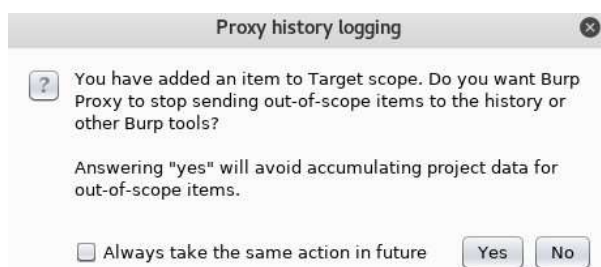 Proxy history logging
You have added an item to Target scope. Do you want Burp
Proxy to stop sending out-of-scope items to the history or
other Burp tools?
Answering "yes" will avoid accumulating project data for
out-of-scope items.
Always take the same action in future
Yes
No